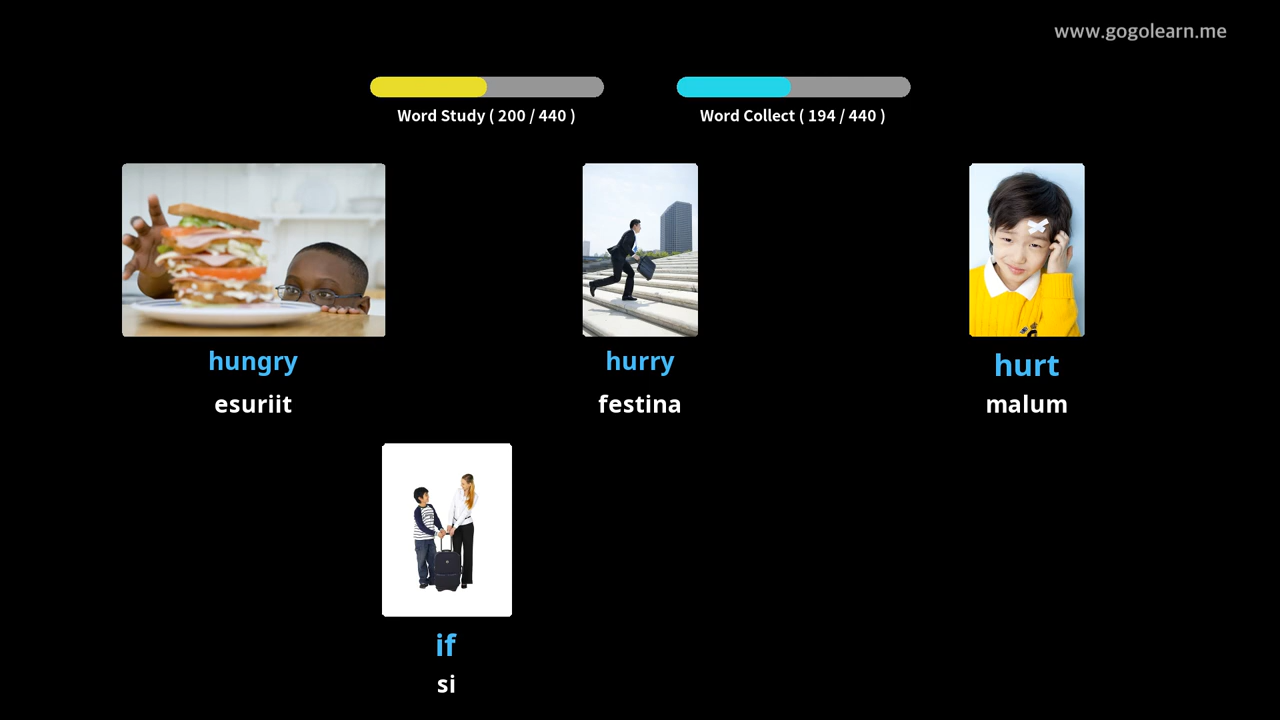 www.gogolearn.me
Word Study ( 200 / 440 )
Word Collect ( 194 / 440 )
hungry
hurry
hurt
esuriit
festina
malum
if
si